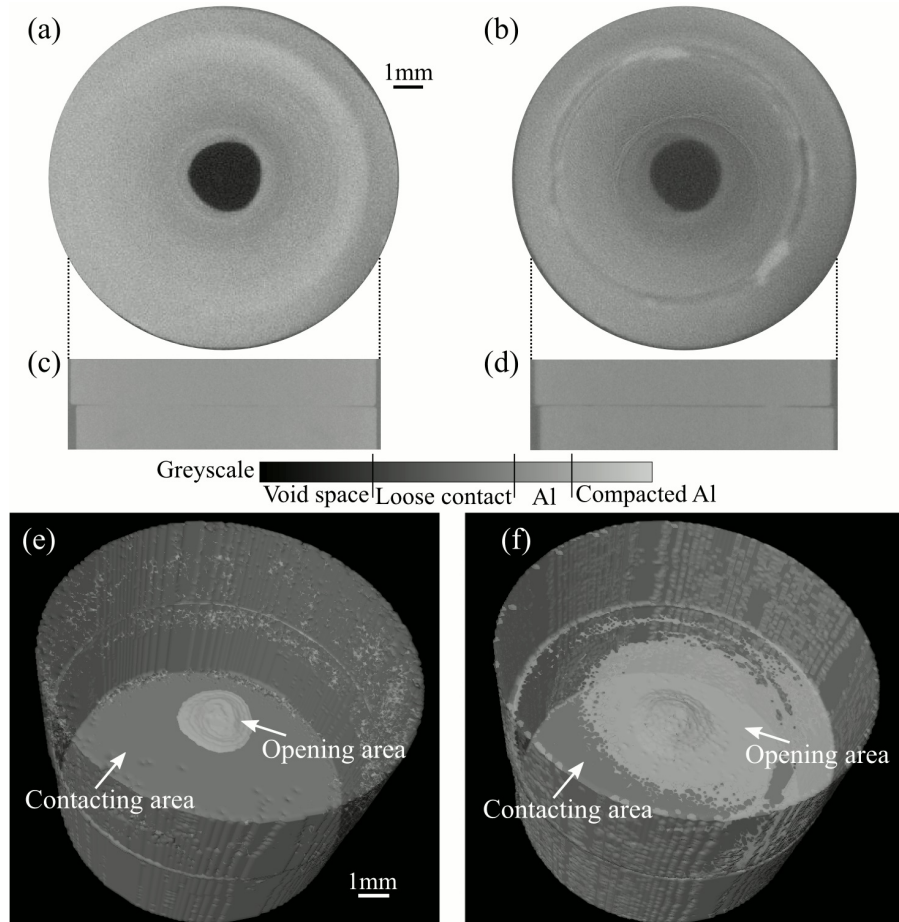 (a)
(b)
1mm
(c)
(d)
Greyscale
Void space Loose contact Al Compacted Al
(e)
(f)
Opening area
Contacting area
Opening area
Contacting area
1mm